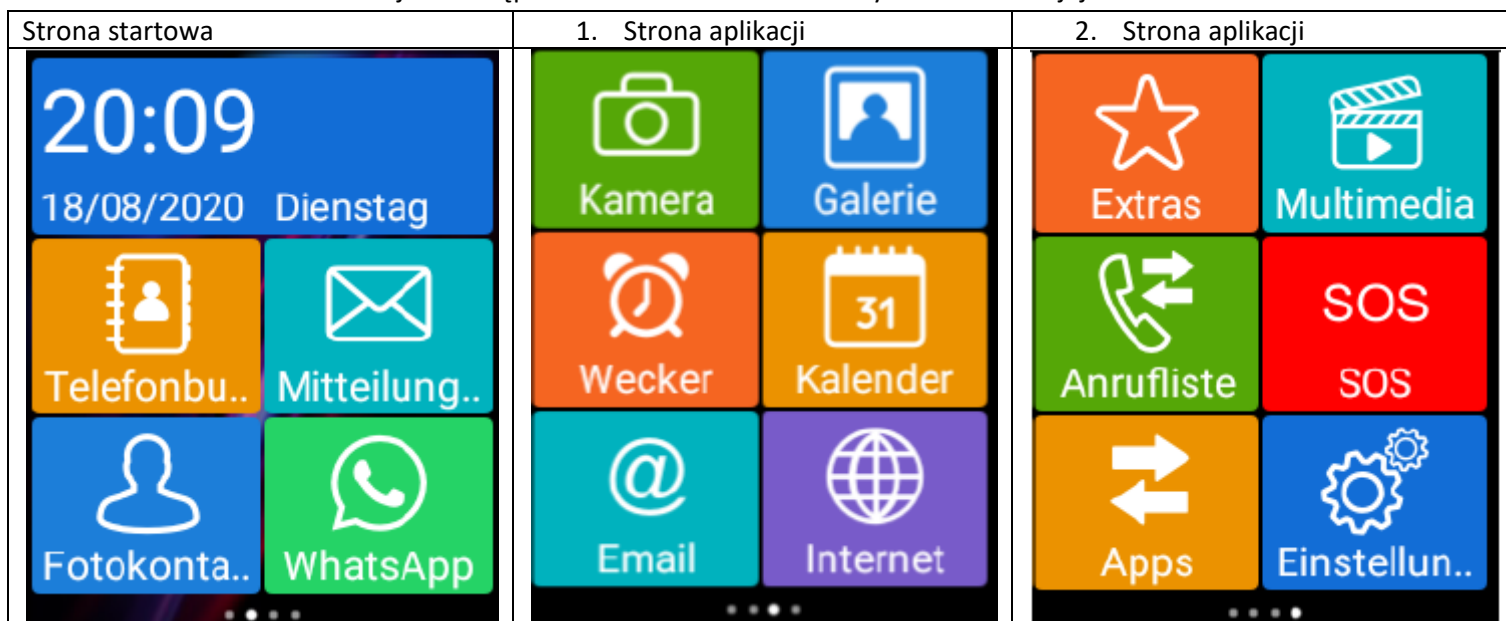 Strona startowa
1. Strona aplikacji
2. Strona aplikacji
20:09
18/08/2020 Dienstag
Telefonbu..
Mitteilung..
Fotokonta..
WhatsApp
Kamera
Galerie
Wecker
31
Kalender
@
Email
Internet
Extras
Multimedia
Anrufliste
SOS
SOS
Apps
Einstellun..